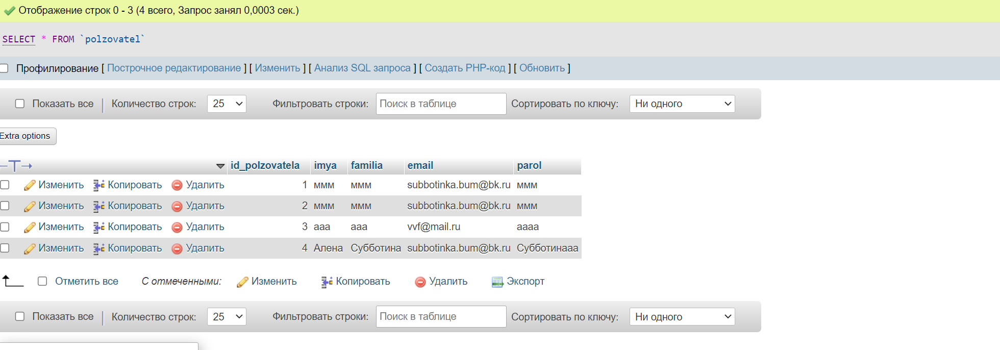 Отображение строк 0 - 3 (4 всего, Запрос занял 0,0003 сек.)
SELECT * FROM `polzovatel`
Профилирование [ Построчное редактирование ] [ Изменить ] [ Анализ SQL запроса ] [ Создать PHP-код ] [ Обновить ]
Показать все | Количество строк: 25 Фильтровать строки: Поиск в таблице Сортировать по ключу: Ни одного
Extra options
id_polzovatela imya familia email parol
Изменить Копировать Удалить 1 ммм ммм subbotinka.bum@bk.ru ммм
Изменить Копировать Удалить 2 ммм ммм subbotinka.bum@bk.ru ммм
Изменить Копировать Удалить 3 ааа ааа vvf@mail.ru аааа
Изменить Копировать Удалить 4 Алена Субботина subbotinka.bum@bk.ru Субботинааа
Отметить все С отмеченными: Изменить Копировать Удалить Экспорт
Показать все | Количество строк: 25 Фильтровать строки: Поиск в таблице Сортировать по ключу: Ни одного